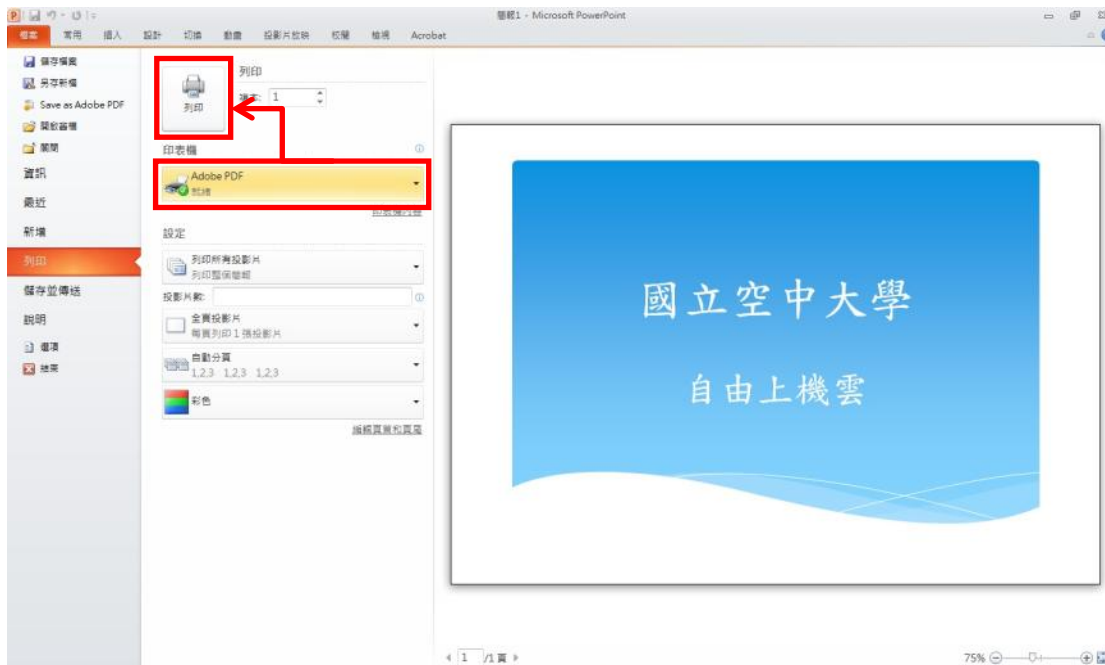 簡報1 - Microsoft PowerPoint
檔案 常用 插入 設計 切換 動畫 投影片放映 校閱 檢視 Acrobat
儲存檔案
另存新檔
Save as Adobe PDF
開啟舊檔
關閉
資訊
最近
新增
列印
儲存並傳送
說明
選項
結束
列印
列印
1
印表機
Adobe PDF
就緒
印表機內容
設定
列印所有投影片
列印整份簡報
投影片數:
全頁投影片
每頁列印 1 張投影片
自動分頁
1,2,3 1,2,3 1,2,3
彩色
編輯頁首和頁尾
國立空中大學
自由上機雲
1 /1 頁
75%